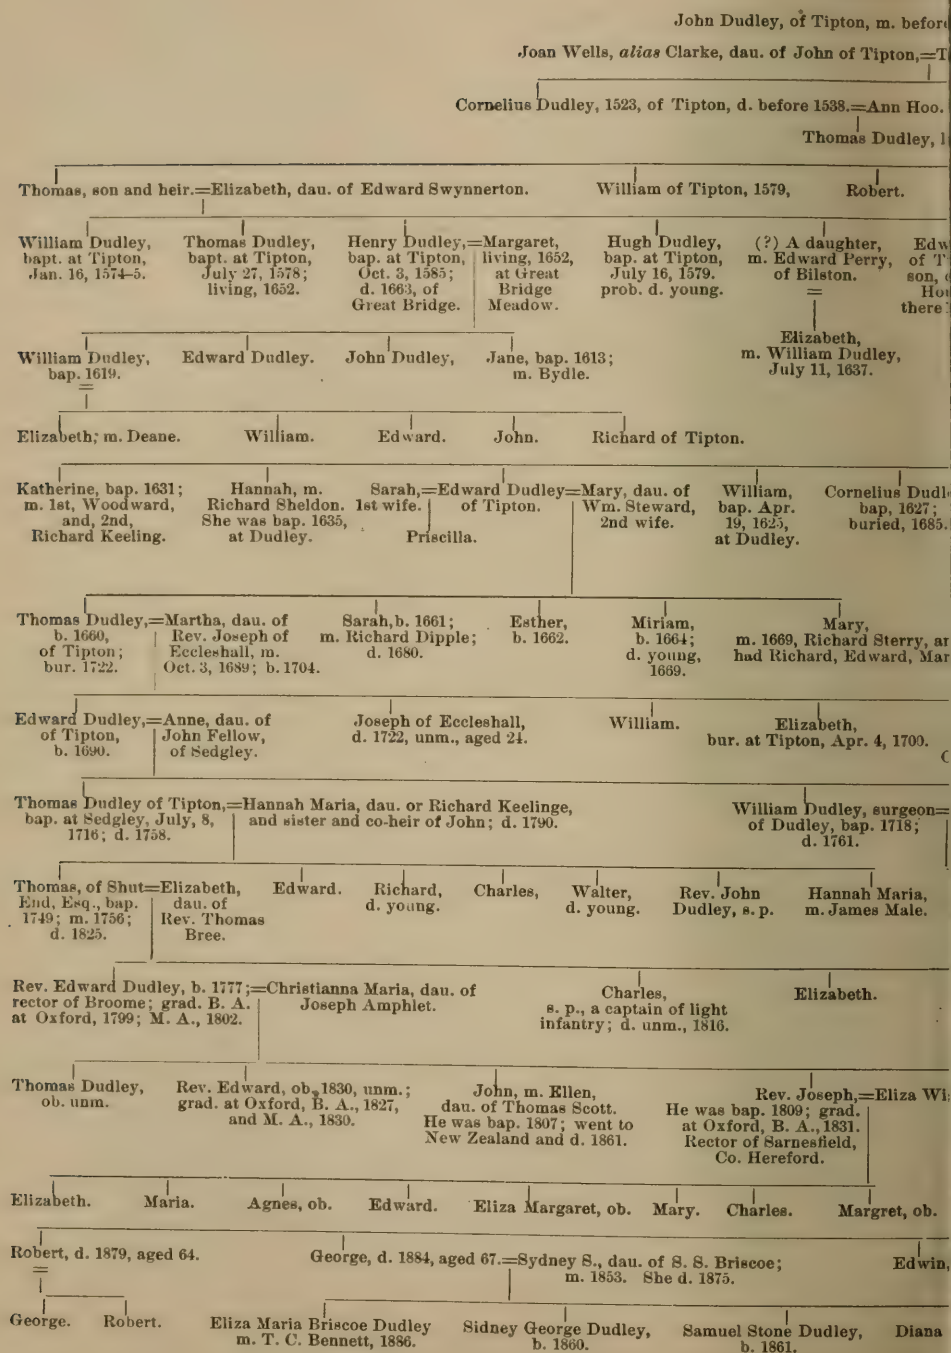 John Dudley, of Tipton, m. before
Joan Wells, alias Clarke, dau. of John of Tipton,=T
Cornelius Dudley, 1523, of Tipton, d. before 1538.=Ann Hoo.
Thomas Dudley, l
Thomas, son and heir.=Elizabeth, dau. of Edward Swynnerton.
William of Tipton, 1579,
Robert.
William Dudley,
bapt. at Tipton,
Jan. 16, 1574-5.
Thomas Dudley,
bapt. at Tipton,
July 27, 1578;
living, 1652.
Henry Dudley,=Margaret,
bap. at Tipton, living, 1652,
Oct. 3, 1585; at Great
d. 1663, of Bridge
Great Bridge. Meadow.
Hugh Dudley,
bap. at Tipton,
July 16, 1579.
prob. d. young.
(?) A daughter,
m. Edward Perry,
of Bilston.
=
Elizabeth,
m. William Dudley,
July 11, 1637.
Edw
of T
son,
Hou
there
William Dudley,
bap. 1619.
=
Edward Dudley.
John Dudley,
Jane, bap. 1613;
m. Bydle.
Elizabeth; m. Deane.
William.
Edward.
John.
Richard of Tipton.
Katherine, bap. 1631;
m. 1st, Woodward,
and, 2nd,
Richard Keeling.
Hannah, m.
Richard Sheldon.
She was bap. 1635,
at Dudley.
Sarah,=Edward Dudley=Mary, dau. of
1st wife. of Tipton. Wm. Steward,
Priscilla. 2nd wife.
William,
bap. Apr.
19, 1625,
at Dudley.
Cornelius Dudl
bap, 1627;
buried, 1685.
Thomas Dudley,=Martha, dau. of
b. 1660, Rev. Joseph of
of Tipton; Eccleshall, m.
bur. 1722. Oct. 3, 1689; b. 1704.
Sarah, b. 1661;
m. Richard Dipple;
d. 1680.
Esther,
b. 1662.
Miriam,
b. 1664;
d. young,
1669.
Mary,
m. 1669, Richard Sterry, an
had Richard, Edward, Mar
Edward Dudley,=Anne, dau. of
of Tipton, John Fellow,
b. 1690. of Sedgley.
Joseph of Eccleshall,
d. 1722, unm., aged 24.
William.
Elizabeth,
bur. at Tipton, Apr. 4, 1700.
Thomas Dudley of Tipton,=Hannah Maria, dau. or Richard Keelinge,
bap. at Sedgley, July, 8, and sister and co-heir of John; d. 1790.
1716; d. 1758.
William Dudley, surgeon=
of Dudley, bap. 1718;
d. 1761.
Thomas, of Shut=Elizabeth,
End, Esq., bap. dau. of
1749; m. 1756; Rev. Thomas
d. 1825. Bree.
Edward.
Richard,
d. young.
Charles,
Walter,
d. young.
Rev. John
Dudley, s. p.
Hannah Maria,
m. James Male.
Rev. Edward Dudley, b. 1777;=Christianna Maria, dau. of
rector of Broome; grad. B. A. Joseph Amphlet.
at Oxford, 1799; M. A., 1802.
Charles,
s. p., a captain of light
infantry; d. unm., 1816.
Elizabeth.
Thomas Dudley,
ob. unm.
Rev. Edward, ob. 1830, unm.;
grad. at Oxford, B. A., 1827,
and M. A., 1830.
John, m. Ellen,
dau. of Thomas Scott.
He was bap. 1807; went to
New Zealand and d. 1861.
Rev. Joseph,=Eliza Wi
He was bap. 1809; grad.
at Oxford, B. A., 1831.
Rector of Sarnesfield,
Co. Hereford.
Elizabeth.
Maria.
Agnes, ob.
Edward.
Eliza Margaret, ob.
Mary.
Charles.
Margret, ob.
Robert, d. 1879, aged 64.
=
George, d. 1884, aged 67.=Sydney S., dau. of S. S. Briscoe;
m. 1853. She d. 1875.
Edwin,
George.
Robert.
Eliza Maria Briscoe Dudley
m. T. C. Bennett, 1886.
Sidney George Dudley,
b. 1860.
Samuel Stone Dudley,
b. 1861.
Diana